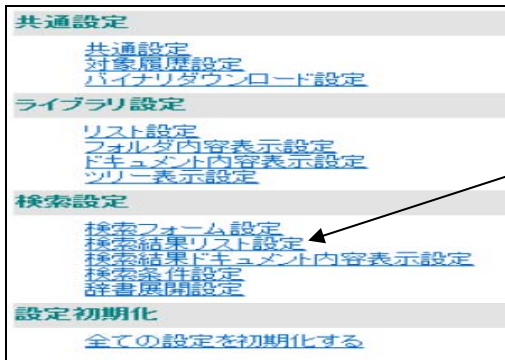 共通設定
共通設定
対象履歴設定
バイナリダウンロード設定
ライブラリ設定
リスト設定
フォルダ内容表示設定
ドキュメント内容表示設定
ツリー表示設定
検索設定
検索フォーム設定
検索結果リスト設定
検索結果ドキュメント内容表示設定
検索条件設定
辞書展開設定
設定初期化
全ての設定を初期化する